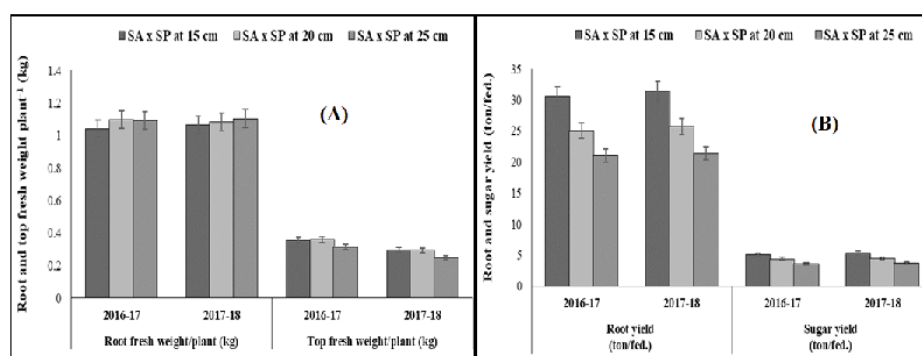 SA x SP at 15 cm SA x SP at 20 cm SA x SP at 25 cm
Root and top fresh weight plant⁻¹ (kg)
1.4
1.2
1
0.8
0.6
0.4
0.2
0
(A)
2016-17 2017-18 2016-17 2017-18
Root fresh weight/plant (kg) Top fresh weight/plant (kg)
SA x SP at 15 cm SA x SP at 20 cm SA x SP at 25 cm
Root and sugar yield (ton/fed.)
35
30
25
20
15
10
5
0
(B)
2016-17 2017-18 2016-17 2017-18
Root yield Sugar yield
(ton/fed.) (ton/fed.)